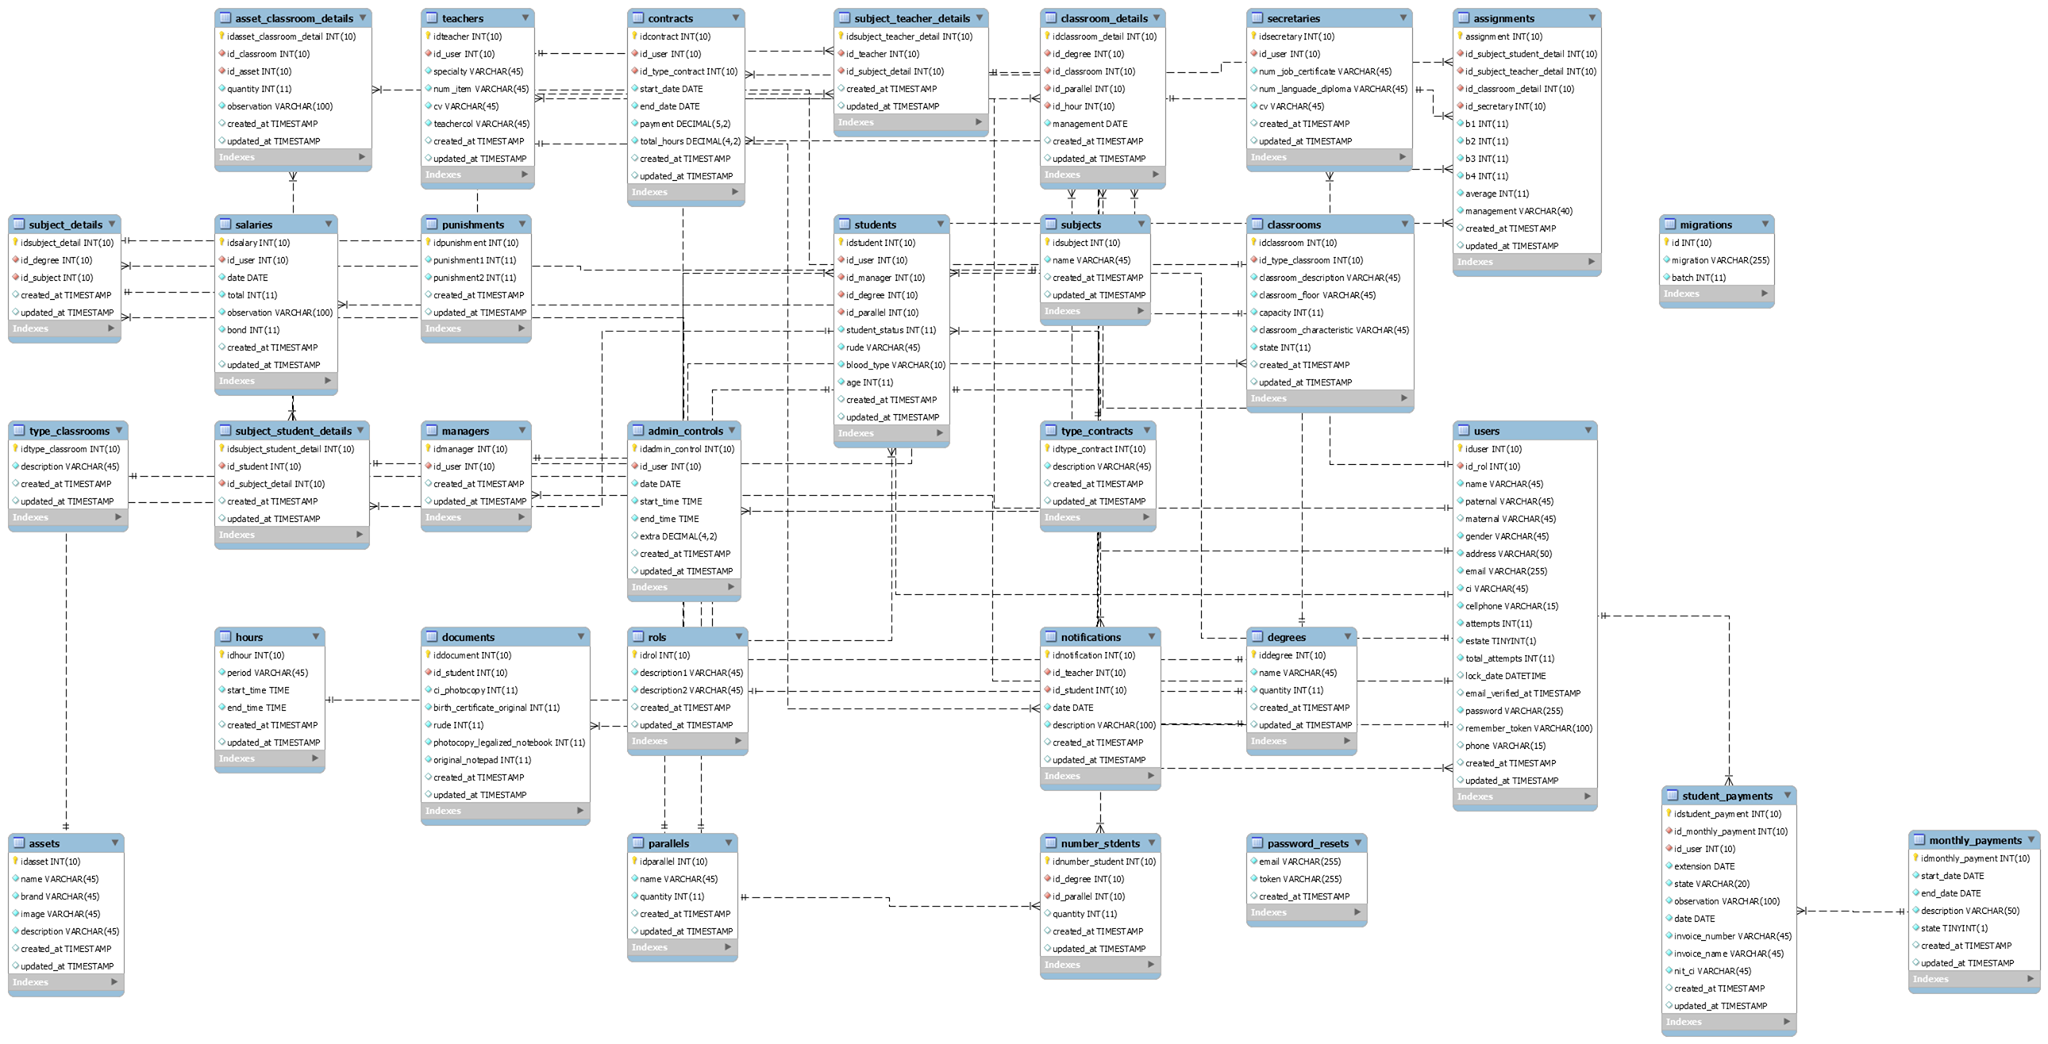 asset_classroom_details
idasset_classroom_detail INT(10)
id_classroom INT(10)
id_asset INT(10)
quantity INT(11)
observation VARCHAR(100)
created_at TIMESTAMP
updated_at TIMESTAMP
Indexes
teachers
idteacher INT(10)
id_user INT(10)
specialty VARCHAR(45)
num_item VARCHAR(45)
cv VARCHAR(45)
teachercol VARCHAR(45)
created_at TIMESTAMP
updated_at TIMESTAMP
Indexes
contracts
idcontract INT(10)
id_user INT(10)
id_type_contract INT(10)
start_date DATE
end_date DATE
payment DECIMAL(5,2)
total_hours DECIMAL(4,2)
created_at TIMESTAMP
updated_at TIMESTAMP
Indexes
subject_teacher_details
idsubject_teacher_detail INT(10)
id_teacher INT(10)
id_subject_detail INT(10)
created_at TIMESTAMP
updated_at TIMESTAMP
Indexes
classroom_details
idclassroom_detail INT(10)
id_degree INT(10)
id_classroom INT(10)
id_parallel INT(10)
id_hour INT(10)
management DATE
created_at TIMESTAMP
updated_at TIMESTAMP
Indexes
secretaries
idsecretary INT(10)
id_user INT(10)
num_job_certificate VARCHAR(45)
num_languade_diploma VARCHAR(45)
cv VARCHAR(45)
created_at TIMESTAMP
updated_at TIMESTAMP
Indexes
assignments
assignment INT(10)
id_subject_student_detail INT(10)
id_subject_teacher_detail INT(10)
id_classroom_detail INT(10)
id_secretary INT(10)
b1 INT(11)
b2 INT(11)
b3 INT(11)
b4 INT(11)
average INT(11)
management VARCHAR(40)
created_at TIMESTAMP
updated_at TIMESTAMP
Indexes
subject_details
idsubject_detail INT(10)
id_degree INT(10)
id_subject INT(10)
created_at TIMESTAMP
updated_at TIMESTAMP
Indexes
salaries
idsalary INT(10)
id_user INT(10)
date DATE
total INT(11)
observation VARCHAR(100)
bond INT(11)
created_at TIMESTAMP
updated_at TIMESTAMP
Indexes
punishments
idpunishment INT(10)
punishment1 INT(11)
punishment2 INT(11)
created_at TIMESTAMP
updated_at TIMESTAMP
Indexes
students
idstudent INT(10)
id_user INT(10)
id_manager INT(10)
id_degree INT(10)
id_parallel INT(10)
student_status INT(11)
rude VARCHAR(45)
blood_type VARCHAR(10)
age INT(11)
created_at TIMESTAMP
updated_at TIMESTAMP
Indexes
subjects
idsubject INT(10)
name VARCHAR(45)
created_at TIMESTAMP
updated_at TIMESTAMP
Indexes
classrooms
idclassroom INT(10)
id_type_classroom INT(10)
classroom_description VARCHAR(45)
classroom_floor VARCHAR(45)
capacity INT(11)
classroom_characteristic VARCHAR(45)
state INT(11)
created_at TIMESTAMP
updated_at TIMESTAMP
Indexes
migrations
id INT(10)
migration VARCHAR(255)
batch INT(11)
Indexes
type_classrooms
idtype_classroom INT(10)
description VARCHAR(45)
created_at TIMESTAMP
updated_at TIMESTAMP
Indexes
subject_student_details
idsubject_student_detail INT(10)
id_student INT(10)
id_subject_detail INT(10)
created_at TIMESTAMP
updated_at TIMESTAMP
Indexes
managers
idmanager INT(10)
id_user INT(10)
created_at TIMESTAMP
updated_at TIMESTAMP
Indexes
admin_controls
idadmin_control INT(10)
id_user INT(10)
date DATE
start_time TIME
end_time TIME
extra DECIMAL(4,2)
created_at TIMESTAMP
updated_at TIMESTAMP
Indexes
type_contracts
idtype_contract INT(10)
description VARCHAR(45)
created_at TIMESTAMP
updated_at TIMESTAMP
Indexes
users
iduser INT(10)
id_rol INT(10)
name VARCHAR(45)
paternal VARCHAR(45)
maternal VARCHAR(45)
gender VARCHAR(45)
address VARCHAR(50)
email VARCHAR(255)
ci VARCHAR(45)
cellphone VARCHAR(15)
attempts INT(11)
estate TINYINT(1)
total_attempts INT(11)
lock_date DATETIME
email_verified_at TIMESTAMP
password VARCHAR(255)
remember_token VARCHAR(100)
phone VARCHAR(15)
created_at TIMESTAMP
updated_at TIMESTAMP
Indexes
hours
idhour INT(10)
period VARCHAR(45)
start_time TIME
end_time TIME
created_at TIMESTAMP
updated_at TIMESTAMP
Indexes
documents
iddocument INT(10)
id_student INT(10)
ci_photocopy INT(11)
birth_certificate_original INT(11)
rude INT(11)
photocopy_legalized_notebook INT(11)
original_notepad INT(11)
created_at TIMESTAMP
updated_at TIMESTAMP
Indexes
rols
idrol INT(10)
description1 VARCHAR(45)
description2 VARCHAR(45)
created_at TIMESTAMP
updated_at TIMESTAMP
Indexes
notifications
idnotification INT(10)
id_teacher INT(10)
id_student INT(10)
date DATE
description VARCHAR(100)
created_at TIMESTAMP
updated_at TIMESTAMP
Indexes
degrees
iddegree INT(10)
name VARCHAR(45)
quantity INT(11)
created_at TIMESTAMP
updated_at TIMESTAMP
Indexes
student_payments
idstudent_payment INT(10)
id_monthly_payment INT(10)
id_user INT(10)
extension DATE
state VARCHAR(20)
observation VARCHAR(100)
date DATE
invoice_number VARCHAR(45)
invoice_name VARCHAR(45)
nit_ci VARCHAR(45)
created_at TIMESTAMP
updated_at TIMESTAMP
Indexes
monthly_payments
idmonthly_payment INT(10)
start_date DATE
end_date DATE
description VARCHAR(50)
state TINYINT(1)
created_at TIMESTAMP
updated_at TIMESTAMP
Indexes
assets
idasset INT(10)
name VARCHAR(45)
brand VARCHAR(45)
image VARCHAR(45)
description VARCHAR(45)
created_at TIMESTAMP
updated_at TIMESTAMP
Indexes
parallels
idparallel INT(10)
name VARCHAR(45)
quantity INT(11)
created_at TIMESTAMP
updated_at TIMESTAMP
Indexes
number_stdents
idnumber_student INT(10)
id_degree INT(10)
id_parallel INT(10)
quantity INT(11)
created_at TIMESTAMP
updated_at TIMESTAMP
Indexes
password_resets
email VARCHAR(255)
token VARCHAR(255)
created_at TIMESTAMP
Indexes